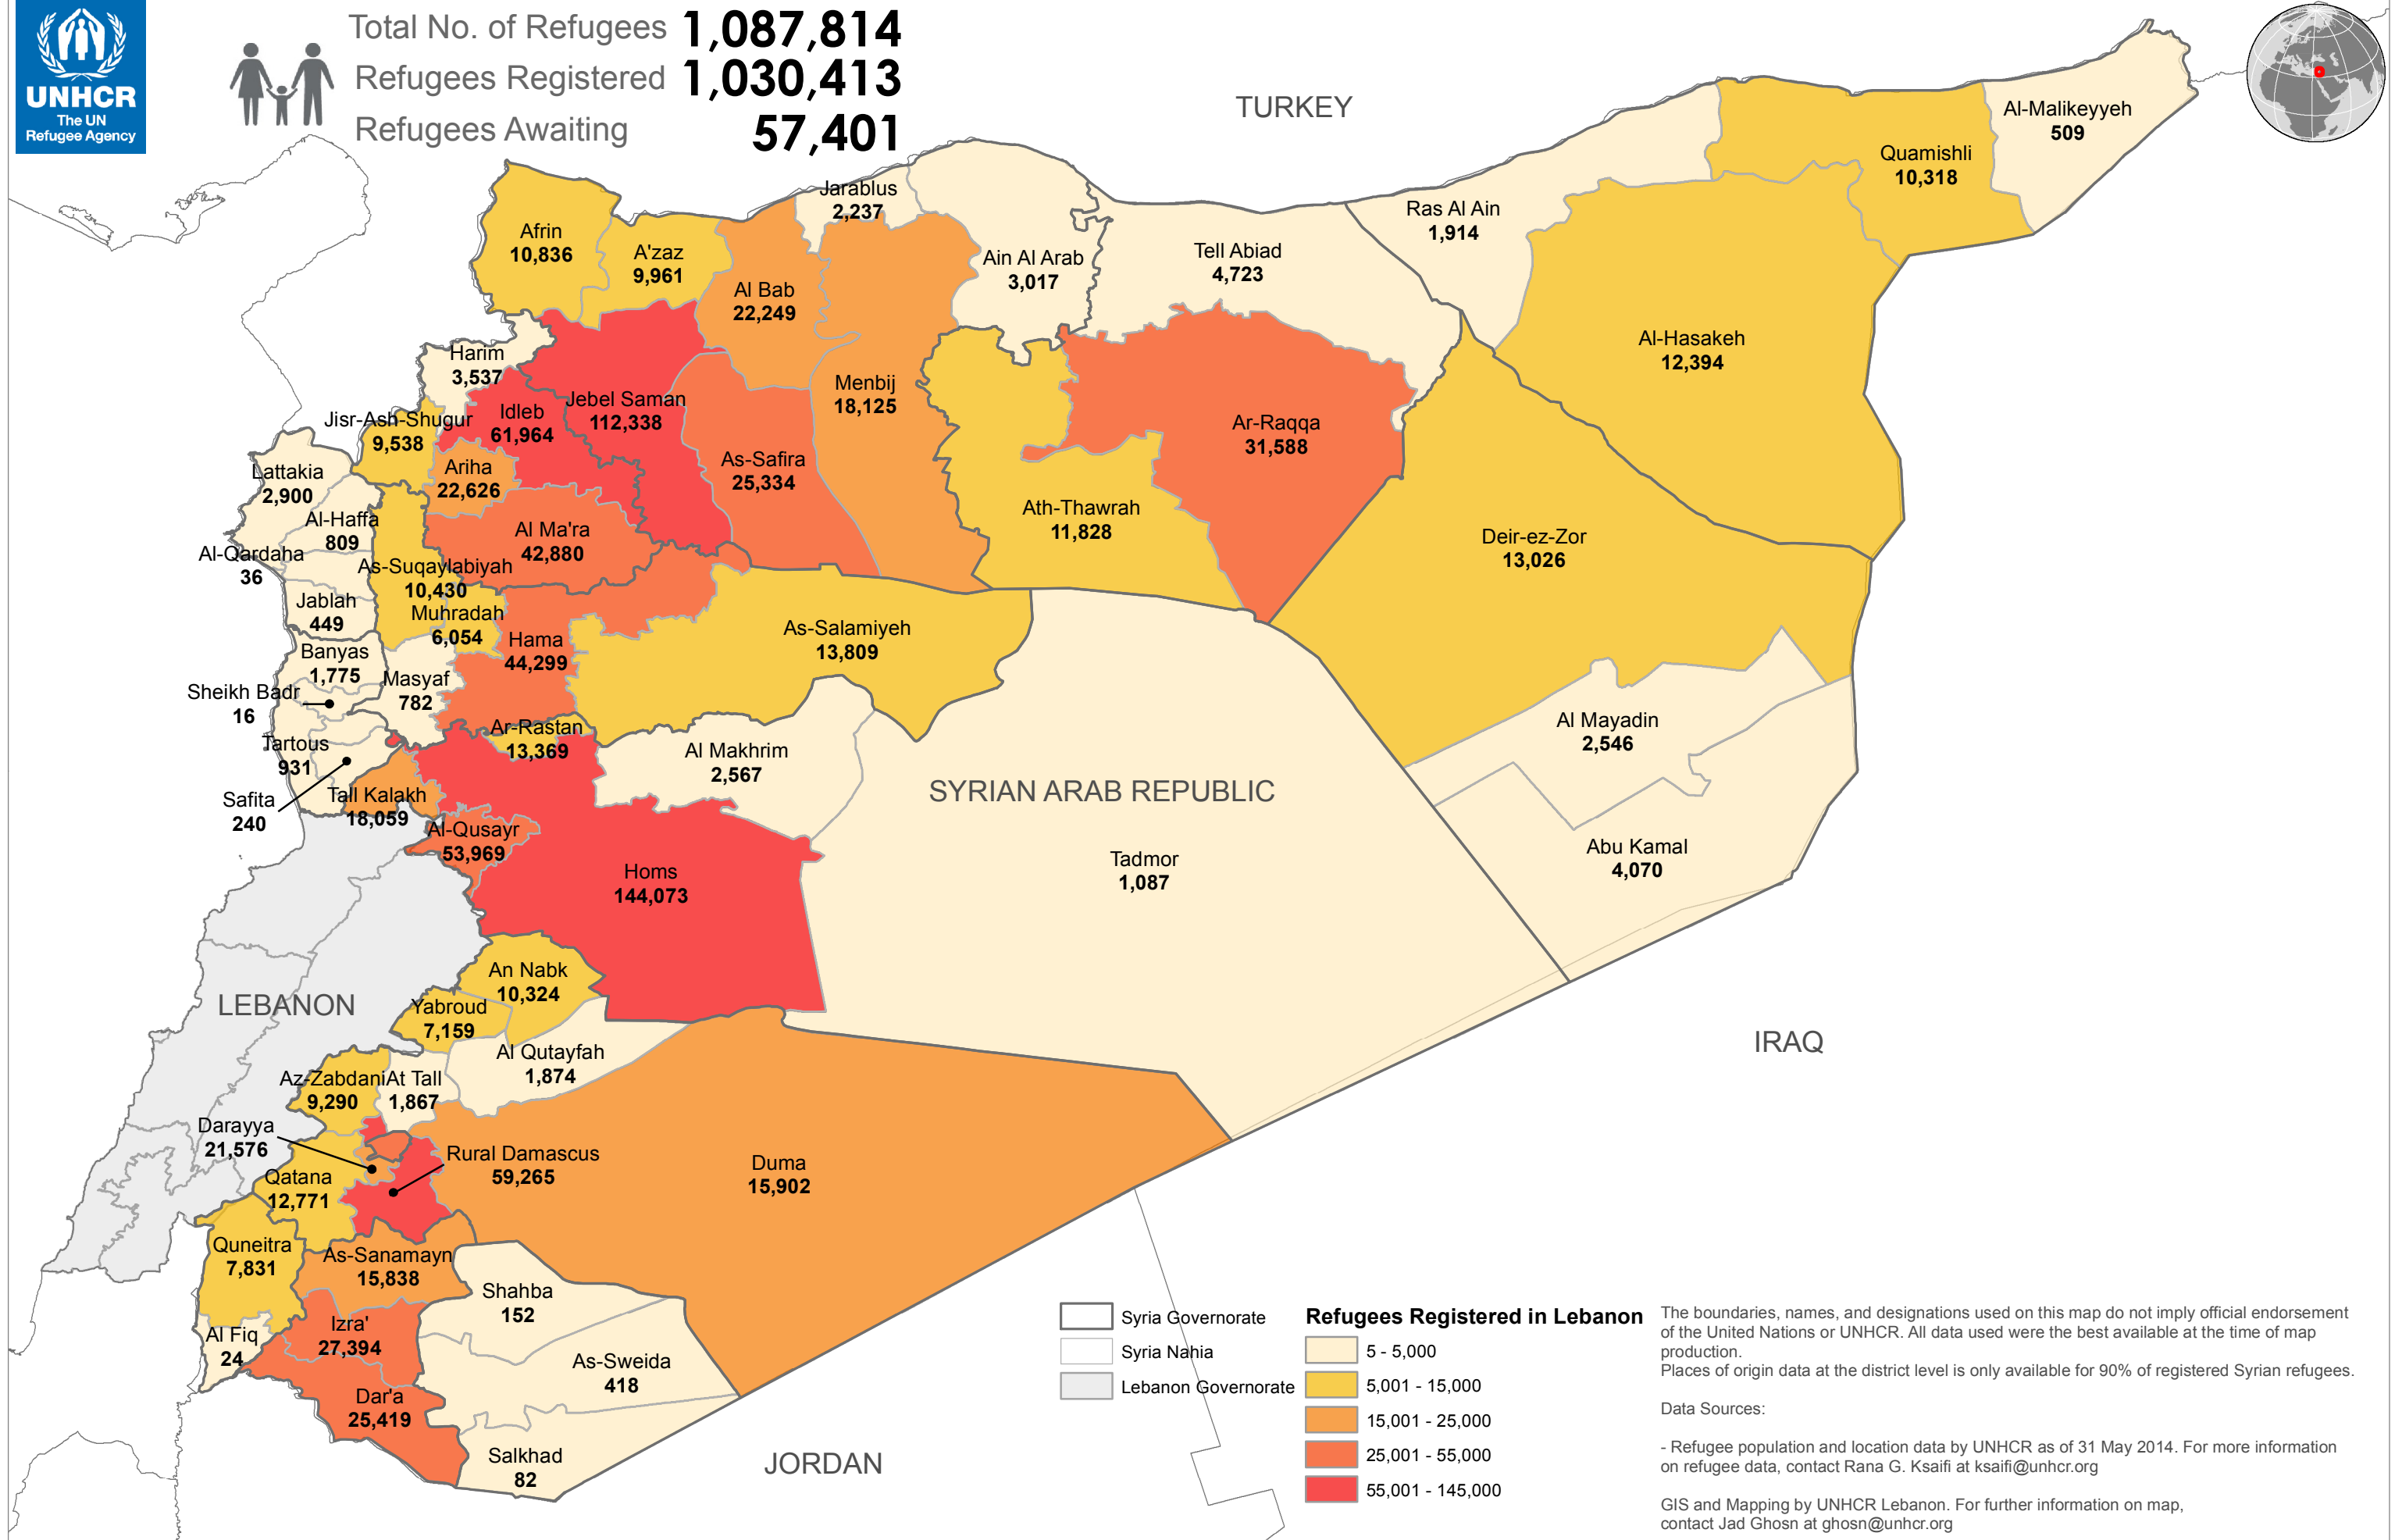 UNHCR
The UN
Refugee Agency
Total No. of Refugees 1,087,814
Refugees Registered 1,030,413
Refugees Awaiting 57,401
TURKEY
Al-Malikeyyeh
509
Quamishli
10,318
Jarablus
2,237
Ras Al Ain
1,914
Afrin
10,836
A'zaz
9,961
Ain Al Arab
3,017
Tell Abiad
4,723
Al Bab
22,249
Al-Hasakeh
12,394
Harim
3,537
Menbij
18,125
Jebel Saman
112,338
Idleb
61,964
Jisr-Ash-Shugur
9,538
Ar-Raqqa
31,588
Ariha
22,626
As-Safira
25,334
Lattakia
2,900
Ath-Thawrah
11,828
Al-Haffa
809
Al Ma'ra
42,880
Deir-ez-Zor
13,026
Al-Qardaha
36
As-Suqaylabiyah
10,430
Jablah
449
Muhradah
6,054
Hama
44,299
As-Salamiyeh
13,809
Banyas
1,775
Masyaf
782
Sheikh Badr
16
Ar-Rastan
13,369
Al Mayadin
2,546
Tartous
931
Al Makhrim
2,567
SYRIAN ARAB REPUBLIC
Safita
240
Tall Kalakh
18,059
Al-Qusayr
53,969
Abu Kamal
4,070
Tadmor
1,087
Homs
144,073
An Nabk
10,324
LEBANON
Yabroud
7,159
IRAQ
Al Qutayfah
1,874
Az-Zabdani
9,290
At Tall
1,867
Darayya
21,576
Rural Damascus
59,265
Duma
15,902
Qatana
12,771
Quneitra
7,831
As-Sanamayn
15,838
Shahba
152
Izra'
27,394
Al Fiq
24
As-Sweida
418
Dar'a
25,419
Salkhad
82
JORDAN
Syria Governorate
Syria Nahia
Lebanon Governorate
Refugees Registered in Lebanon
5 - 5,000
5,001 - 15,000
15,001 - 25,000
25,001 - 55,000
55,001 - 145,000
The boundaries, names, and designations used on this map do not imply official endorsement
of the United Nations or UNHCR. All data used were the best available at the time of map
production.
Places of origin data at the district level is only available for 90% of registered Syrian refugees.
Data Sources:
- Refugee population and location data by UNHCR as of 31 May 2014. For more information
on refugee data, contact Rana G. Ksaifi at ksaifi@unhcr.org
GIS and Mapping by UNHCR Lebanon. For further information on map,
contact Jad Ghosn at ghosn@unhcr.org